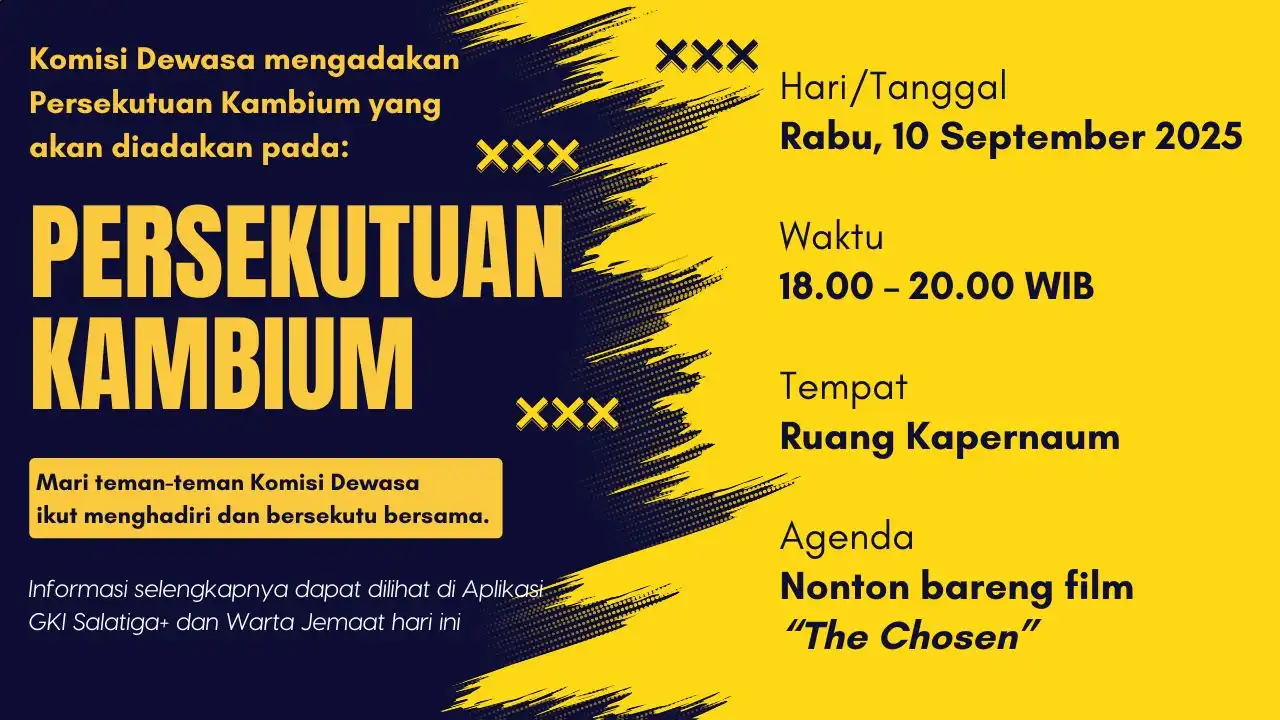 Komisi Dewasa mengadakan
Persekutuan Kambium yang
akan diadakan pada:
PERSEKUTUAN
KAMBIUM
Mari teman-teman Komisi Dewasa
ikut menghadiri dan bersekutu bersama.
Informasi selengkapnya dapat dilihat di Aplikasi
GKI Salatiga+ dan Warta Jemaat hari ini
Hari/Tanggal
Rabu, 10 September 2025
Waktu
18.00 – 20.00 WIB
Tempat
Ruang Kapernaum
Agenda
Nonton bareng film
“The Chosen”